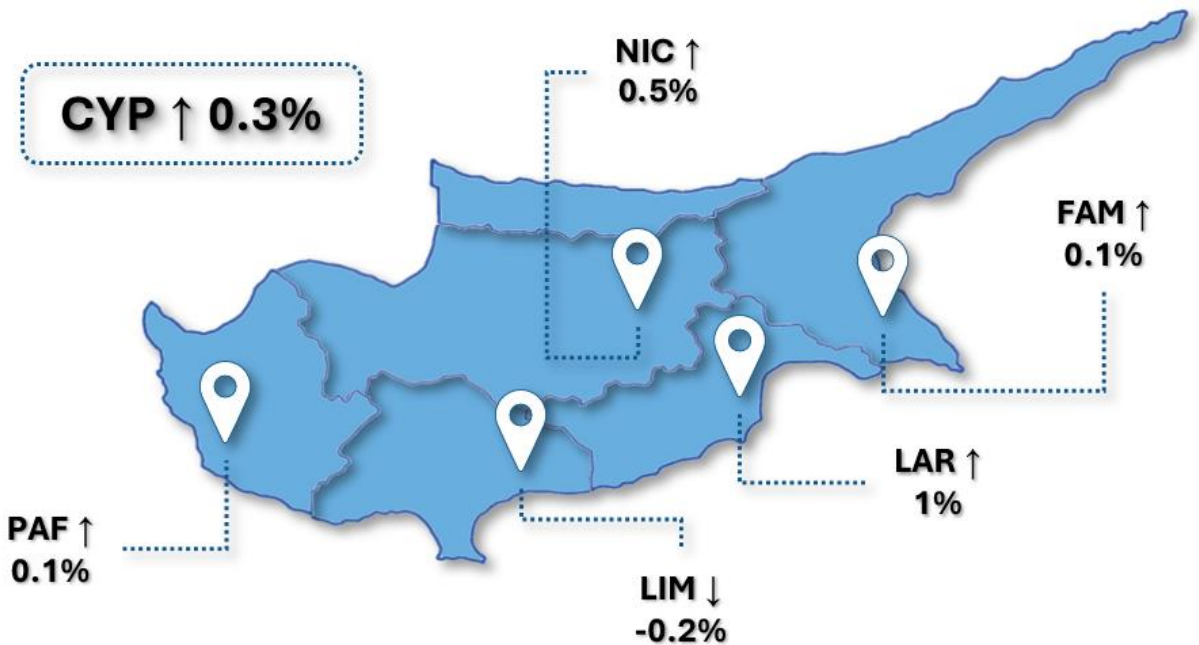 NIC ↑
0.5%
CYP ↑ 0.3%
FAM ↑
0.1%
LAR ↑
1%
PAF ↑
0.1%
LIM ↓
-0.2%